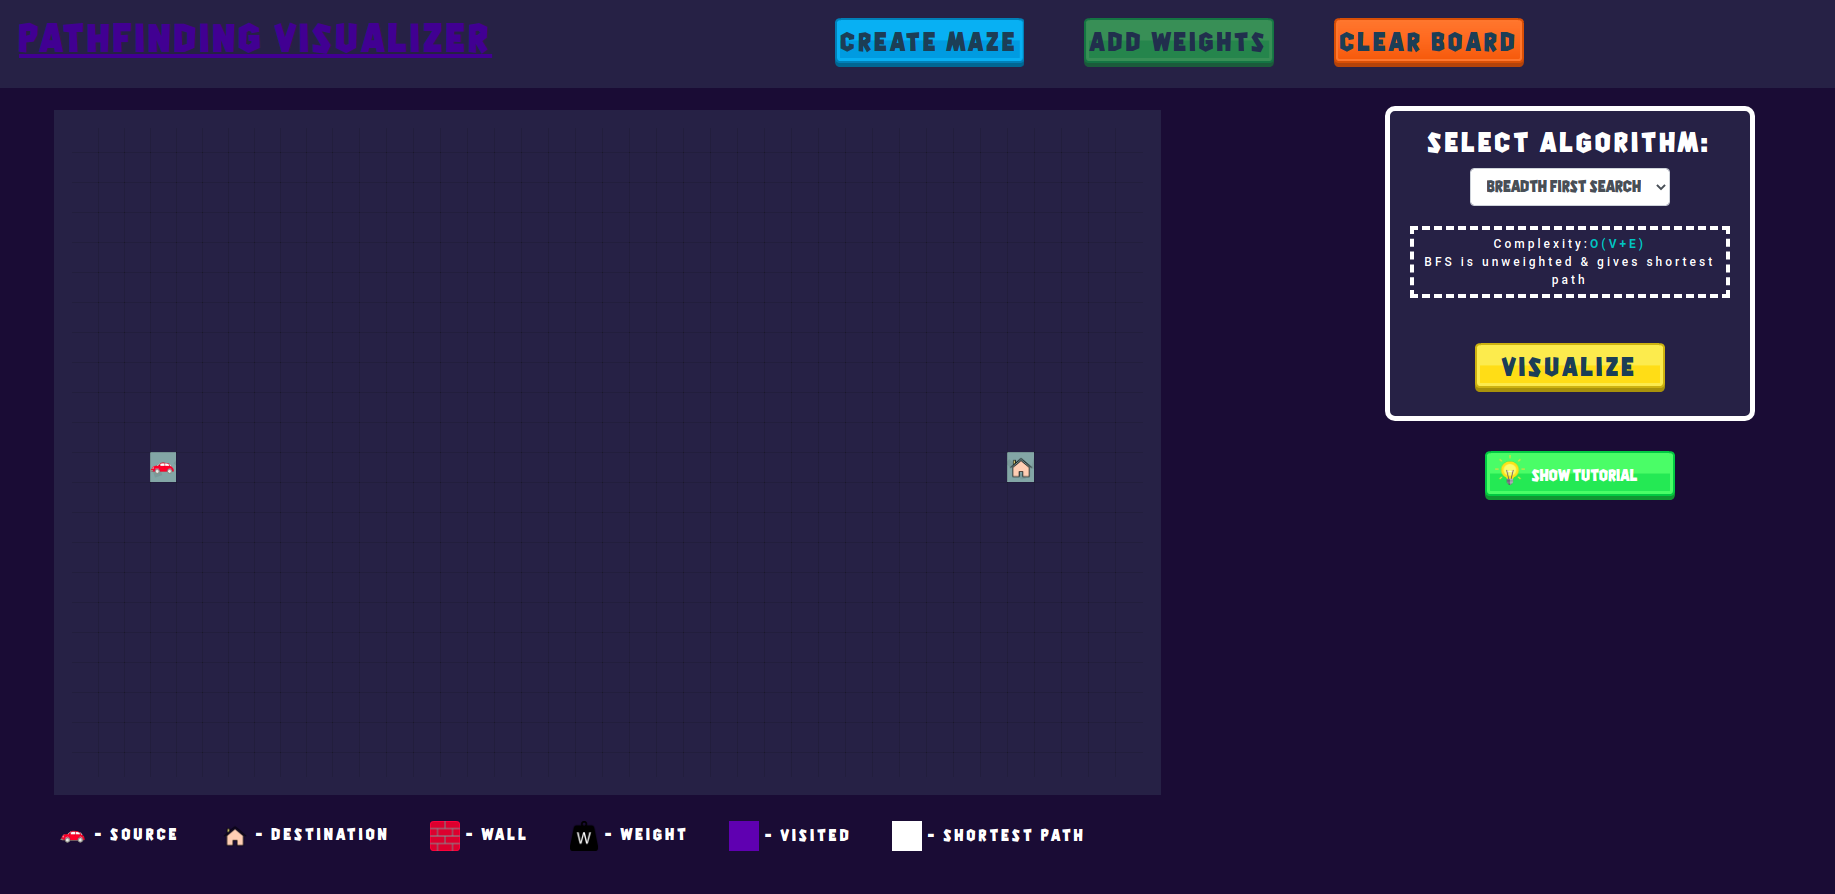 PATHFINDING VISUALIZER
CREATE MAZE
ADD WEIGHTS
CLEAR BOARD
SELECT ALGORITHM:
BREADTH FIRST SEARCH
Complexity:O(V+E)
BFS is unweighted & gives shortest
path
VISUALIZE
SHOW TUTORIAL
- SOURCE
- DESTINATION
- WALL
W
- WEIGHT
- VISITED
- SHORTEST PATH